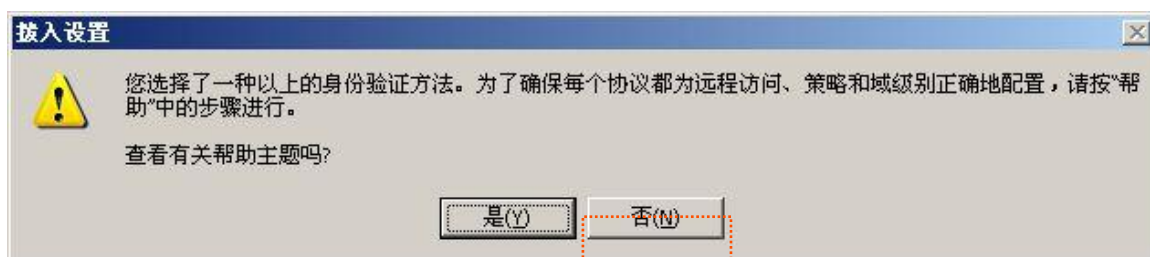 拨入设置
您选择了一种以上的身份验证方法。为了确保每个协议都为远程访问、策略和域级别正确地配置，请按“帮
助”中的步骤进行。
查看有关帮助主题吗?
是(Y) 否(N)